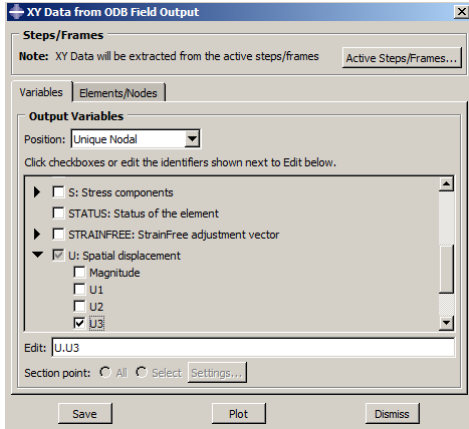 XY Data from ODB Field Output
Steps/Frames
Note: XY Data will be extracted from the active steps/frames
Active Steps/Frames...
Variables
Elements/Nodes
Output Variables
Position: Unique Nodal
Click checkboxes or edit the identifiers shown next to Edit below.
S: Stress components
STATUS: Status of the element
STRAINFREE: StrainFree adjustment vector
U: Spatial displacement
Magnitude
U1
U2
U3
Edit: U.U3
Section point: All Select Settings...
Save Plot Dismiss